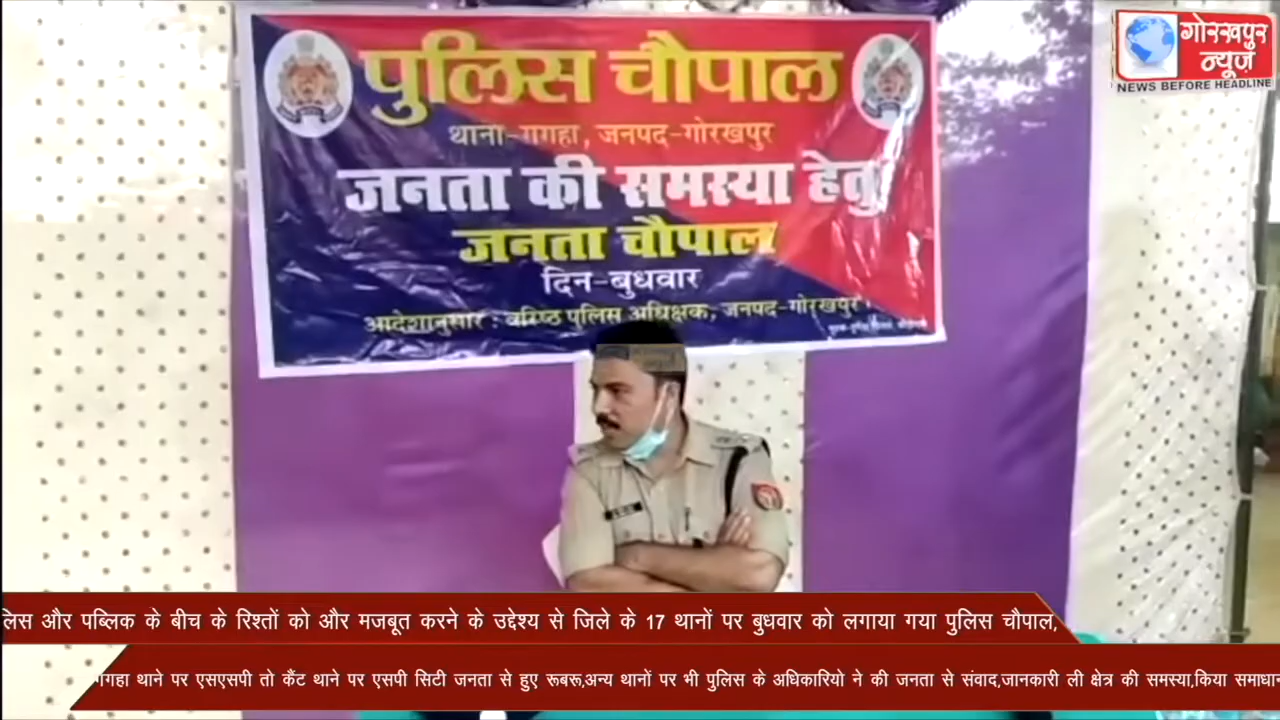 पुलिस चौपाल
थाना-गगहा, जनपद-गोरखपुर
जनता की समस्या हेतु
जनता चौपाल
दिन-बुधवार
आदेशानुसार : वरिष्ठ पुलिस अधिक्षक, जनपद-गोरखपुर।
गोरखपुर
न्यूज
NEWS BEFORE HEADLINE
लिस और पब्लिक के बीच के रिश्तों को और मजबूत करने के उद्देश्य से जिले के 17 थानों पर बुधवार को लगाया गया पुलिस चौपाल,
गगहा थाने पर एसएसपी तो कैंट थाने पर एसपी सिटी जनता से हुए रूबरू,अन्य थानों पर भी पुलिस के अधिकारियो ने की जनता से संवाद,जानकारी ली क्षेत्र की समस्या,किया समाधान